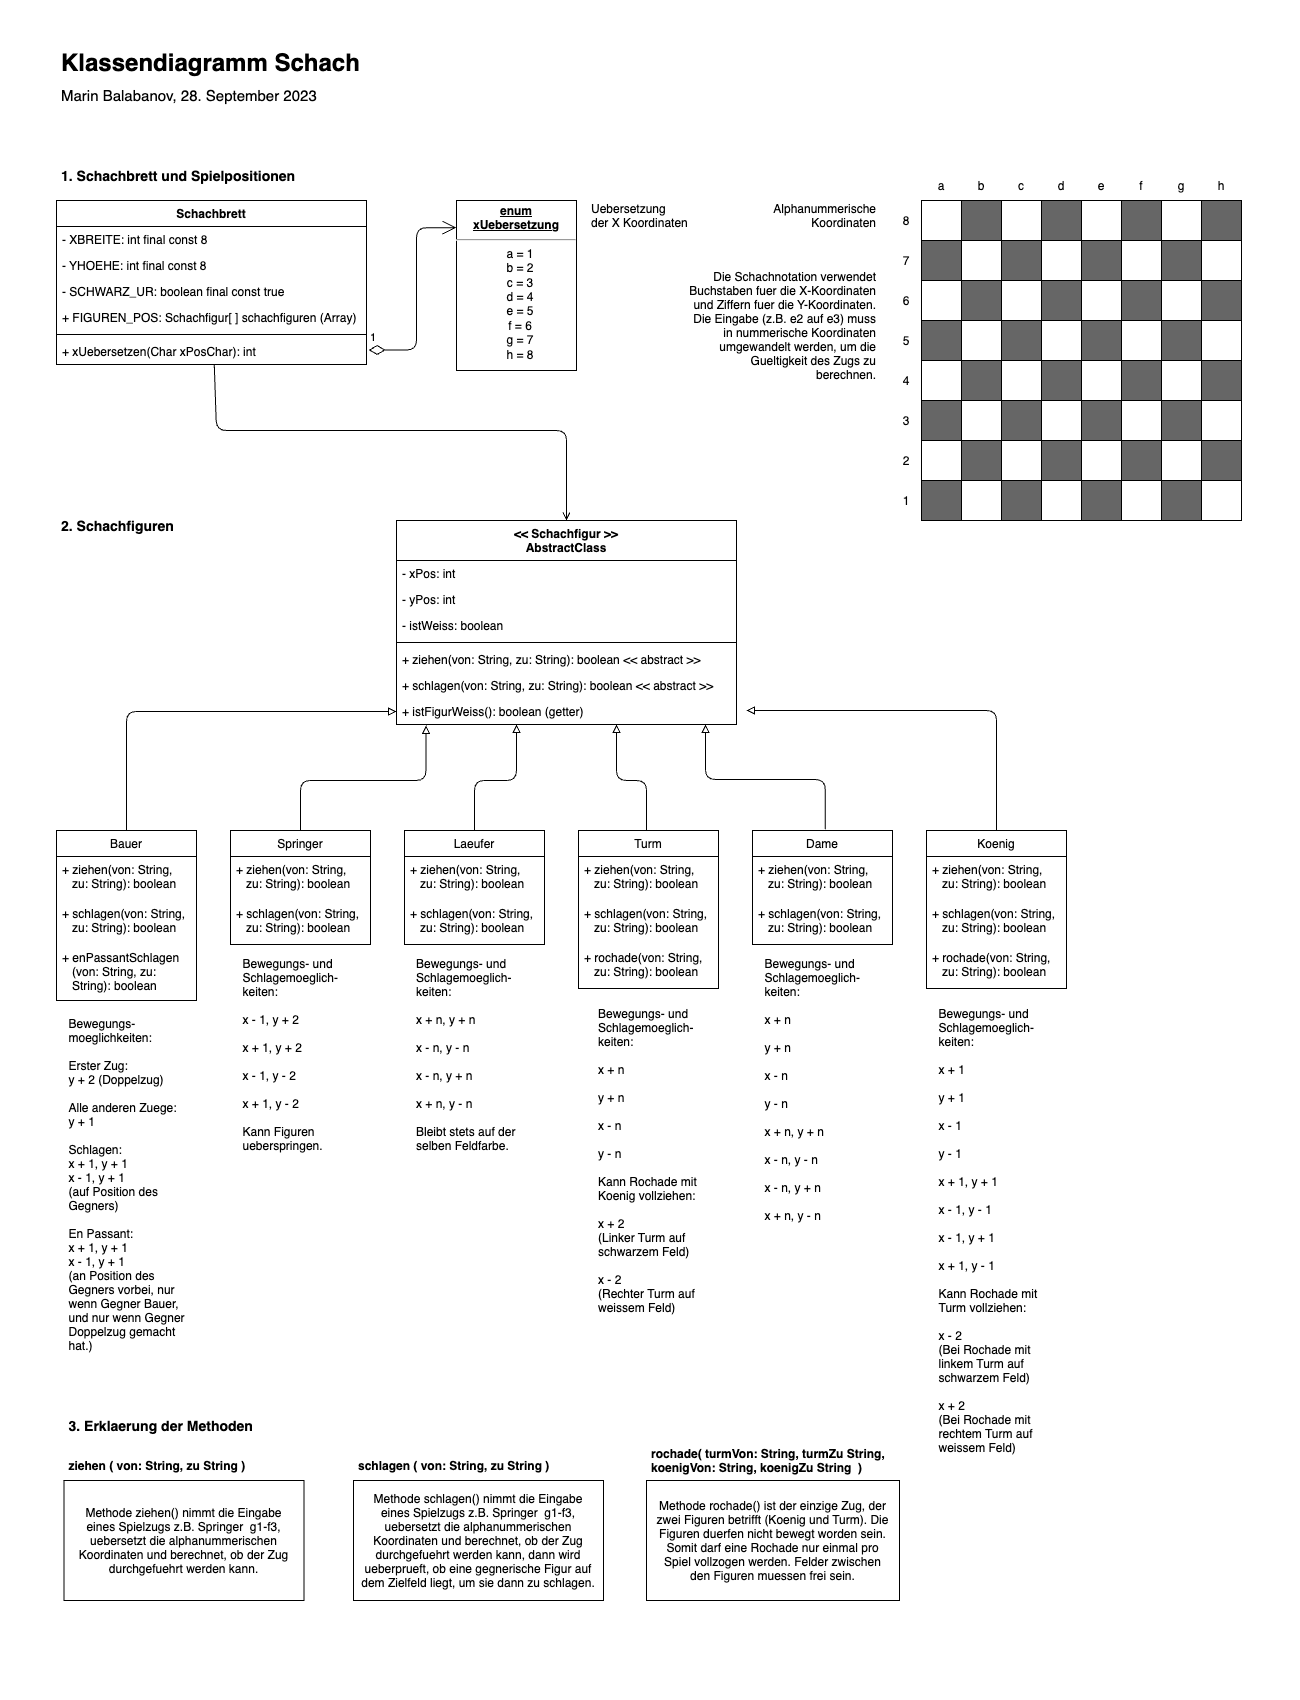 Klassendiagramm Schach
Marin Balabanov, 28. September 2023
1. Schachbrett und Spielpositionen
Schachbrett
- XBREITE: int final const 8
- YHOEHE: int final const 8
- SCHWARZ_UR: boolean final const true
+ FIGUREN_POS: Schachfigur[ ] schachfiguren (Array)
+ xUebersetzen(Char xPosChar): int
1
enum
xUebersetzung
a = 1
b = 2
c = 3
d = 4
e = 5
f = 6
g = 7
h = 8
Uebersetzung
der X Koordinaten
Alphanummerische
Koordinaten
Die Schachnotation verwendet
Buchstaben fuer die X-Koordinaten
und Ziffern fuer die Y-Koordinaten.
Die Eingabe (z.B. e2 auf e3) muss
in nummerische Koordinaten
umgewandelt werden, um die
Gueltigkeit des Zugs zu
berechnen.
a b c d e f g h
8
7
6
5
4
3
2
1
2. Schachfiguren
<< Schachfigur >>
AbstractClass
- xPos: int
- yPos: int
- istWeiss: boolean
+ ziehen(von: String, zu: String): boolean << abstract >>
+ schlagen(von: String, zu: String): boolean << abstract >>
+ istFigurWeiss(): boolean (getter)
Bauer
+ ziehen(von: String,
zu: String): boolean
+ schlagen(von: String,
zu: String): boolean
+ enPassantSchlagen
(von: String, zu:
String): boolean
Bewegungs-
moeglichkeiten:
Erster Zug:
y + 2 (Doppelzug)
Alle anderen Zuege:
y + 1
Schlagen:
x + 1, y + 1
x - 1, y + 1
(auf Position des
Gegners)
En Passant:
x + 1, y + 1
x - 1, y + 1
(an Position des
Gegners vorbei, nur
wenn Gegner Bauer,
und nur wenn Gegner
Doppelzug gemacht
hat.)
Springer
+ ziehen(von: String,
zu: String): boolean
+ schlagen(von: String,
zu: String): boolean
Bewegungs- und
Schlagemoeglich-
keiten:
x - 1, y + 2
x + 1, y + 2
x - 1, y - 2
x + 1, y - 2
Kann Figuren
ueberspringen.
Laeufer
+ ziehen(von: String,
zu: String): boolean
+ schlagen(von: String,
zu: String): boolean
Bewegungs- und
Schlagemoeglich-
keiten:
x + n, y + n
x - n, y - n
x - n, y + n
x + n, y - n
Bleibt stets auf der
selben Feldfarbe.
Turm
+ ziehen(von: String,
zu: String): boolean
+ schlagen(von: String,
zu: String): boolean
+ rochade(von: String,
zu: String): boolean
Bewegungs- und
Schlagemoeglich-
keiten:
x + n
y + n
x - n
y - n
Kann Rochade mit
Koenig vollziehen:
x + 2
(Linker Turm auf
schwarzem Feld)
x - 2
(Rechter Turm auf
weissem Feld)
Dame
+ ziehen(von: String,
zu: String): boolean
+ schlagen(von: String,
zu: String): boolean
Bewegungs- und
Schlagemoeglich-
keiten:
x + n
y + n
x - n
y - n
x + n, y + n
x - n, y - n
x - n, y + n
x + n, y - n
Koenig
+ ziehen(von: String,
zu: String): boolean
+ schlagen(von: String,
zu: String): boolean
+ rochade(von: String,
zu: String): boolean
Bewegungs- und
Schlagemoeglich-
keiten:
x + 1
y + 1
x - 1
y - 1
x + 1, y + 1
x - 1, y - 1
x - 1, y + 1
x + 1, y - 1
Kann Rochade mit
Turm vollziehen:
x - 2
(Bei Rochade mit
linkem Turm auf
schwarzem Feld)
x + 2
(Bei Rochade mit
rechtem Turm auf
weissem Feld)
3. Erklaerung der Methoden
ziehen ( von: String, zu String )
Methode ziehen() nimmt die Eingabe
eines Spielzugs z.B. Springer g1-f3,
uebersetzt die alphanummerischen
Koordinaten und berechnet, ob der Zug
durchgefuehrt werden kann.
schlagen ( von: String, zu String )
Methode schlagen() nimmt die Eingabe
eines Spielzugs z.B. Springer g1-f3,
uebersetzt die alphanummerischen
Koordinaten und berechnet, ob der Zug
durchgefuehrt werden kann, dann wird
ueberprueft, ob eine gegnerische Figur auf
dem Zielfeld liegt, um sie dann zu schlagen.
rochade( turmVon: String, turmZu String,
koenigVon: String, koenigZu String )
Methode rochade() ist der einzige Zug, der
zwei Figuren betrifft (Koenig und Turm). Die
Figuren duerfen nicht bewegt worden sein.
Somit darf eine Rochade nur einmal pro
Spiel vollzogen werden. Felder zwischen
den Figuren muessen frei sein.